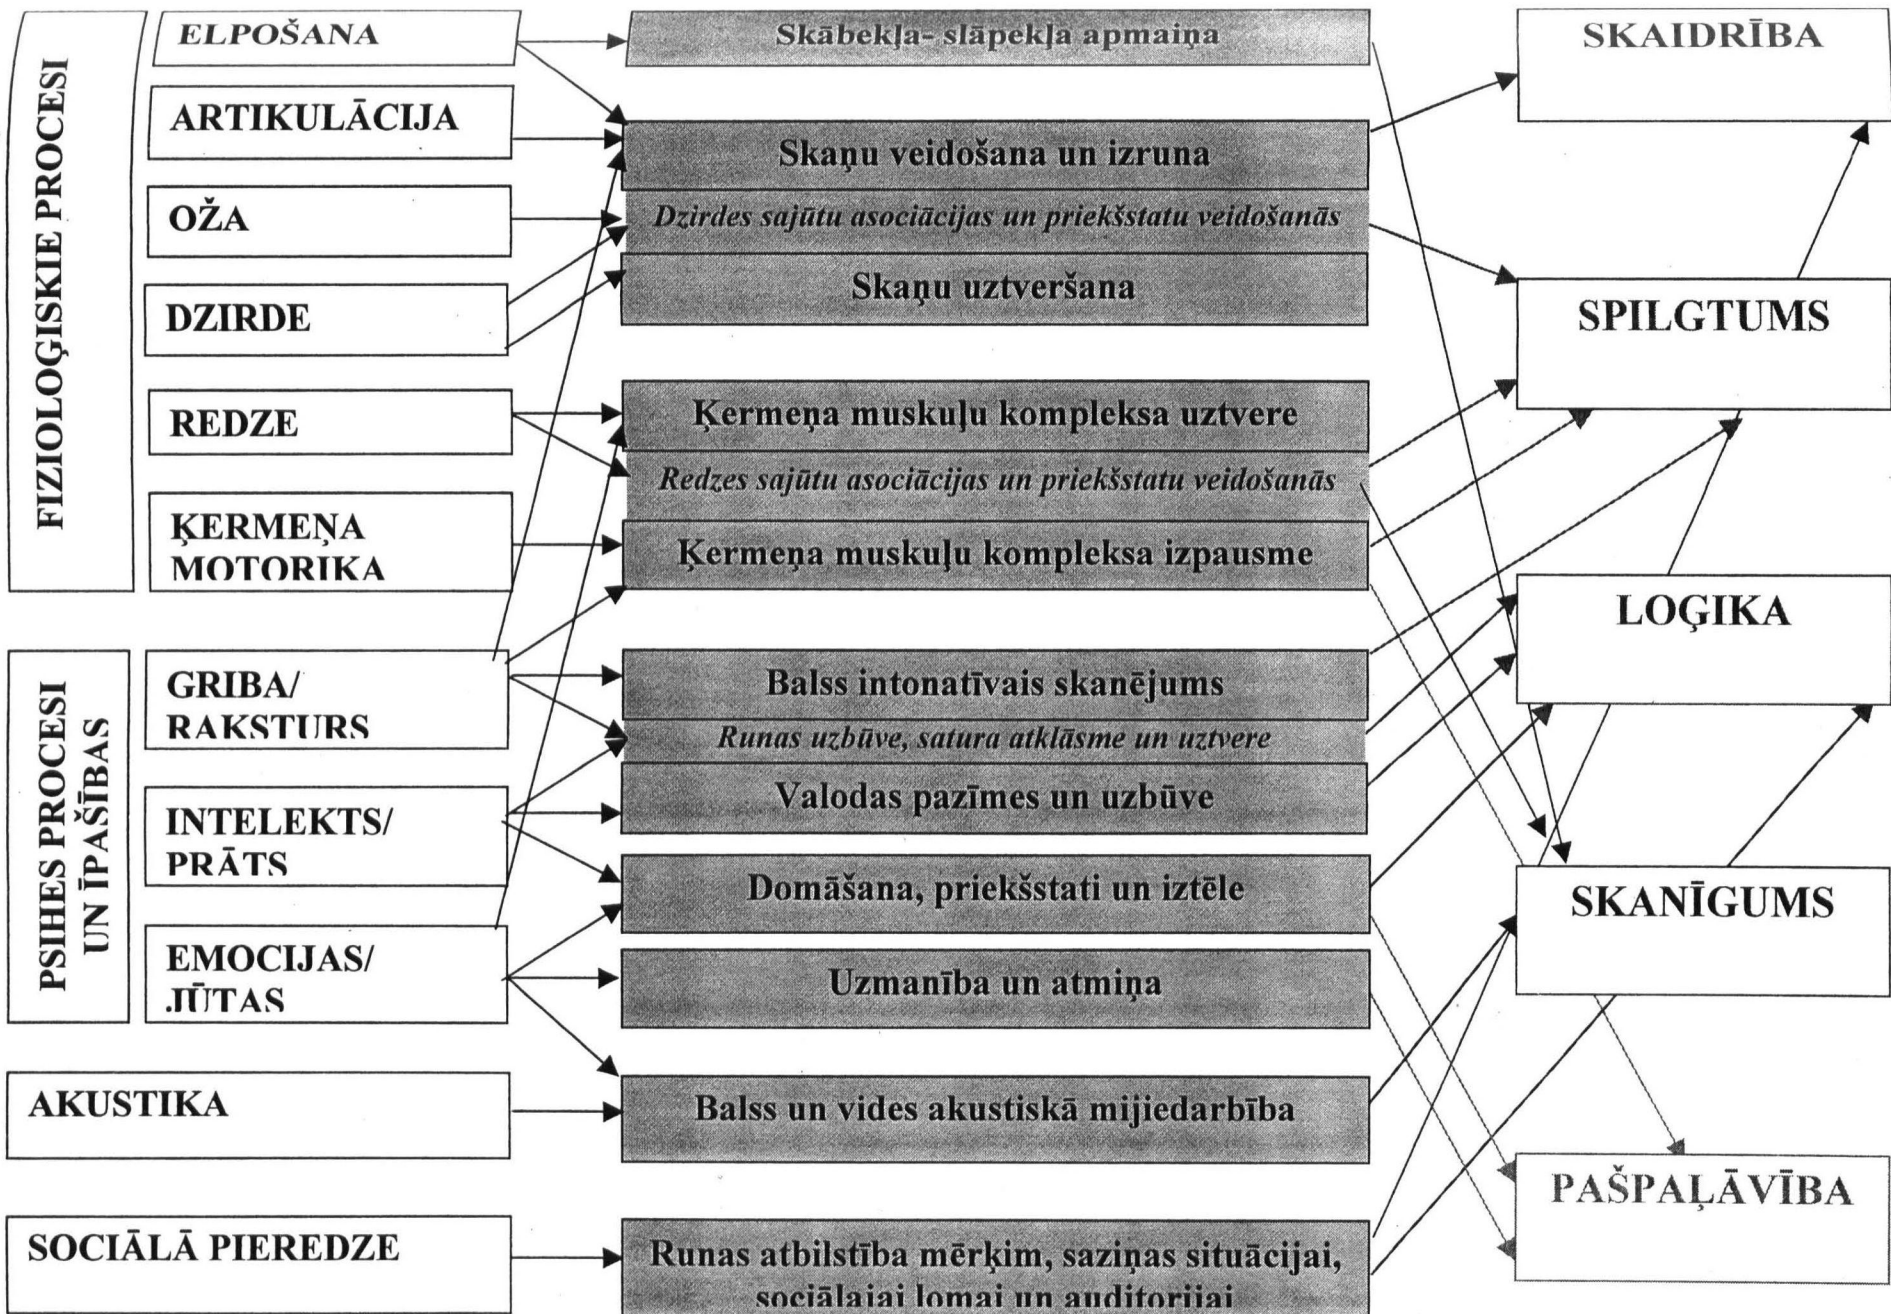 FIZIOLOĢISKIE PROCESI
ELPOŠANA
ARTIKULĀCIJA
OŽA
DZIRDE
REDZE
ĶERMEŅA
MOTORIKA
PSIHES PROCESI
UN ĪPAŠĪBAS
GRIBA/
RAKSTURS
INTELEKTS/
PRĀTS
EMOCIJAS/
JŪTAS
AKUSTIKA
SOCIĀLĀ PIEREDZE
Skābekļa- slāpekļa apmaiņa
Skaņu veidošana un izruna
Dzirdes sajūtu asociācijas un priekšstatu veidošanās
Skaņu uztveršana
Ķermeņa muskuļu kompleksa uztvere
Redzes sajūtu asociācijas un priekšstatu veidošanās
Ķermeņa muskuļu kompleksa izpausme
Balss intonatīvais skanējums
Runas uzbūve, satura atklāsme un uztvere
Valodas pazīmes un uzbūve
Domāšana, priekšstati un iztēle
Uzmanība un atmiņa
Balss un vides akustiskā mijiedarbība
Runas atbilstība mērķim, saziņas situācijai,
sociālajai lomai un auditorijai
SKAIDRĪBA
SPILGTUMS
LOĢIKA
SKANĪGUMS
PAŠPAĻĀVĪBA